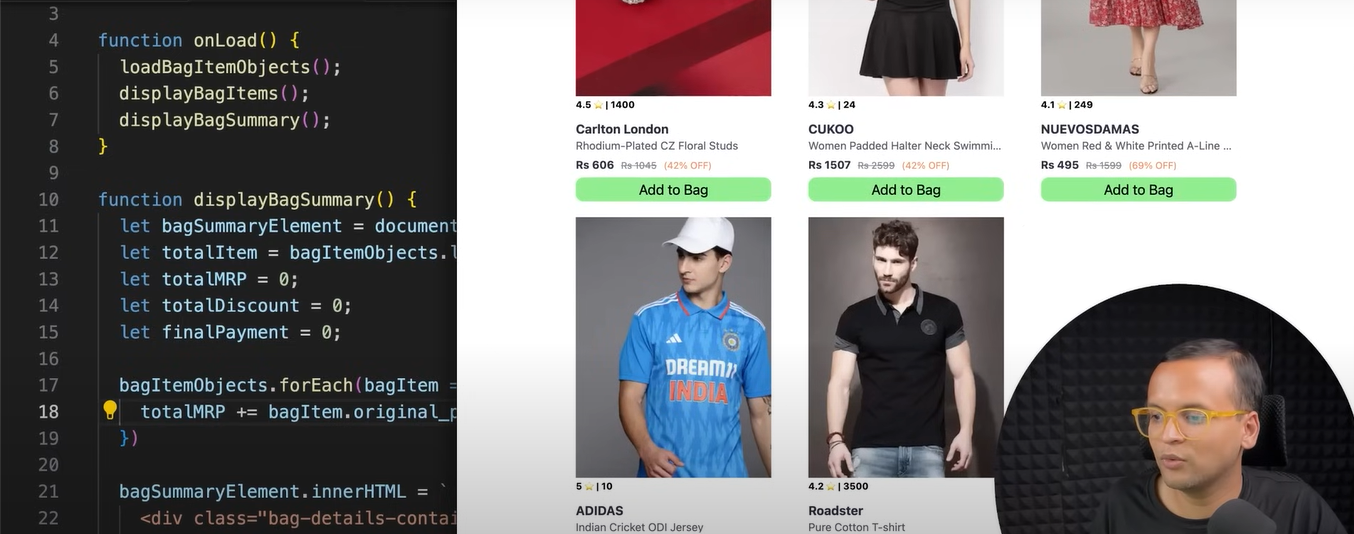 3
4 function onLoad() {
5 loadBagItemObjects();
6 displayBagItems();
7 displayBagSummary();
8 }
9
10 function displayBagSummary() {
11 let bagSummaryElement = document
12 let totalItem = bagItemObjects.l
13 let totalMRP = 0;
14 let totalDiscount = 0;
15 let finalPayment = 0;
16
17 bagItemObjects.forEach(bagItem =
18 totalMRP += bagItem.original_p
19 })
20
21 bagSummaryElement.innerHTML = `
22 <div class="bag-details-contai
4.5 ⭐ | 1400
Carlton London
Rhodium-Plated CZ Floral Studs
Rs 606 Rs 1045 (42% OFF)
Add to Bag
4.3 ⭐ | 24
CUKOO
Women Padded Halter Neck Swimmi...
Rs 1507 Rs 2599 (42% OFF)
Add to Bag
4.1 ⭐ | 249
NUEVOSDAMAS
Women Red & White Printed A-Line ...
Rs 495 Rs 1599 (69% OFF)
Add to Bag
DREAM11
INDIA
5 ⭐ | 10
ADIDAS
Indian Cricket ODI Jersey
4.2 ⭐ | 3500
Roadster
Pure Cotton T-shirt